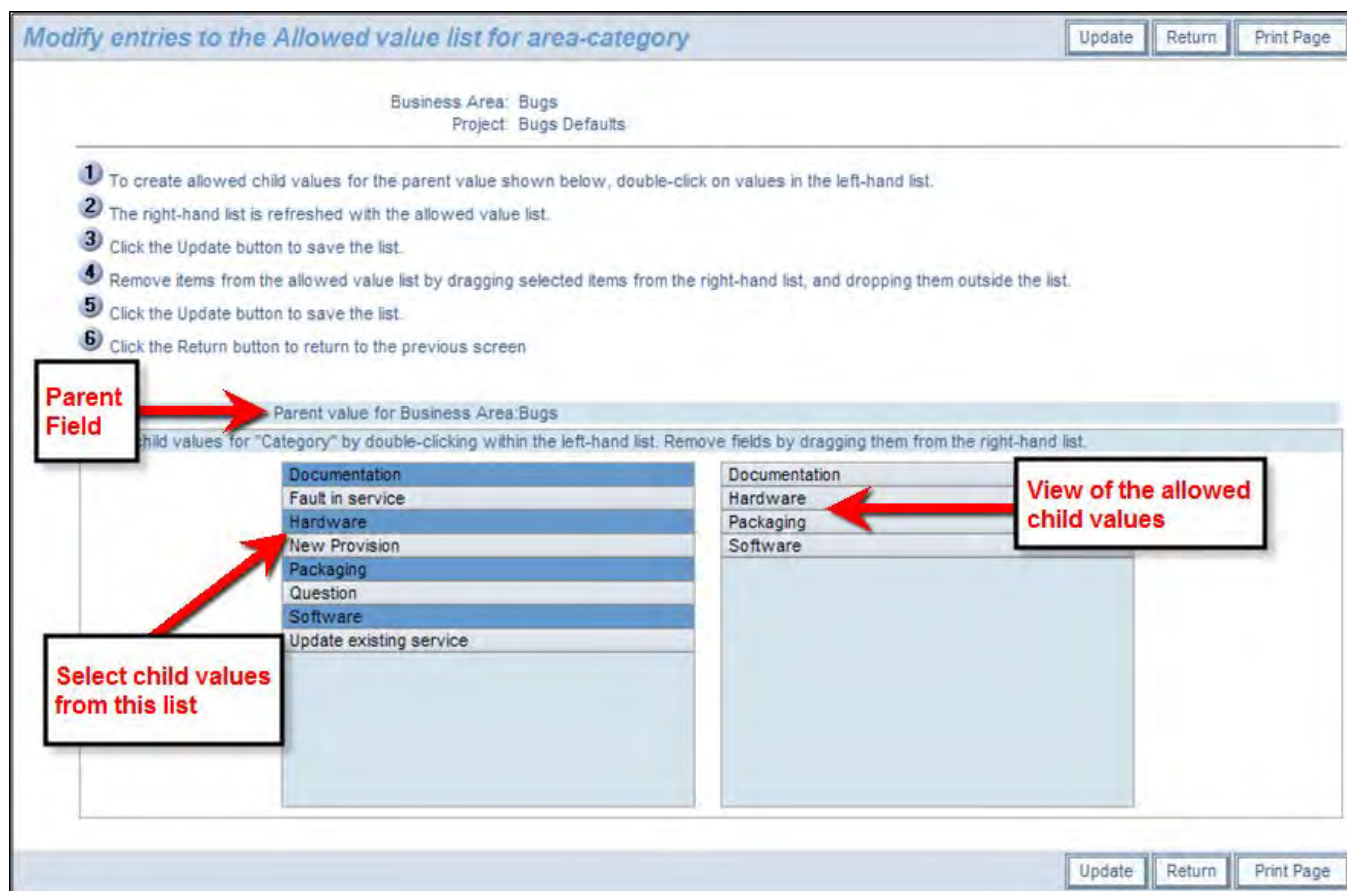 Modify entries to the Allowed value list for area-category
Update Return Print Page
Business Area: Bugs
Project: Bugs Defaults
1 To create allowed child values for the parent value shown below, double-click on values in the left-hand list.
2 The right-hand list is refreshed with the allowed value list.
3 Click the Update button to save the list.
4 Remove items from the allowed value list by dragging selected items from the right-hand list, and dropping them outside the list.
5 Click the Update button to save the list.
6 Click the Return button to return to the previous screen
Parent
Field
Parent value for Business Area:Bugs
child values for "Category" by double-clicking within the left-hand list. Remove fields by dragging them from the right-hand list.
Documentation
Fault in service
Hardware
New Provision
Packaging
Question
Software
Update existing service
Documentation
Hardware
Packaging
Software
View of the allowed
child values
Select child values
from this list
Update Return Print Page